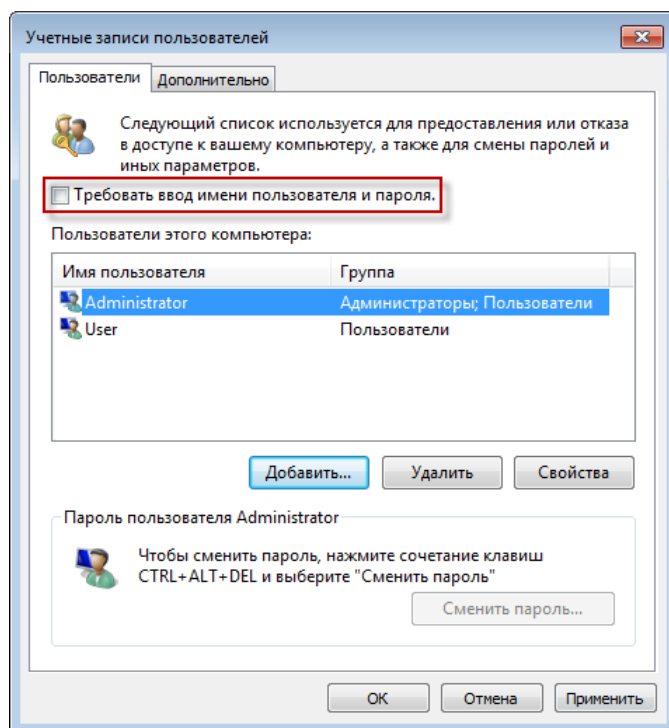 Учетные записи пользователей
Пользователи Дополнительно
Следующий список используется для предоставления или отказа
в доступе к вашему компьютеру, а также для смены паролей и
иных параметров.
Требовать ввод имени пользователя и пароля.
Пользователи этого компьютера:
Имя пользователя Группа
Administrator Администраторы; Пользователи
User Пользователи
Добавить... Удалить Свойства
Пароль пользователя Administrator
Чтобы сменить пароль, нажмите сочетание клавиш
CTRL+ALT+DEL и выберите "Сменить пароль"
Сменить пароль...
ОК Отмена Применить